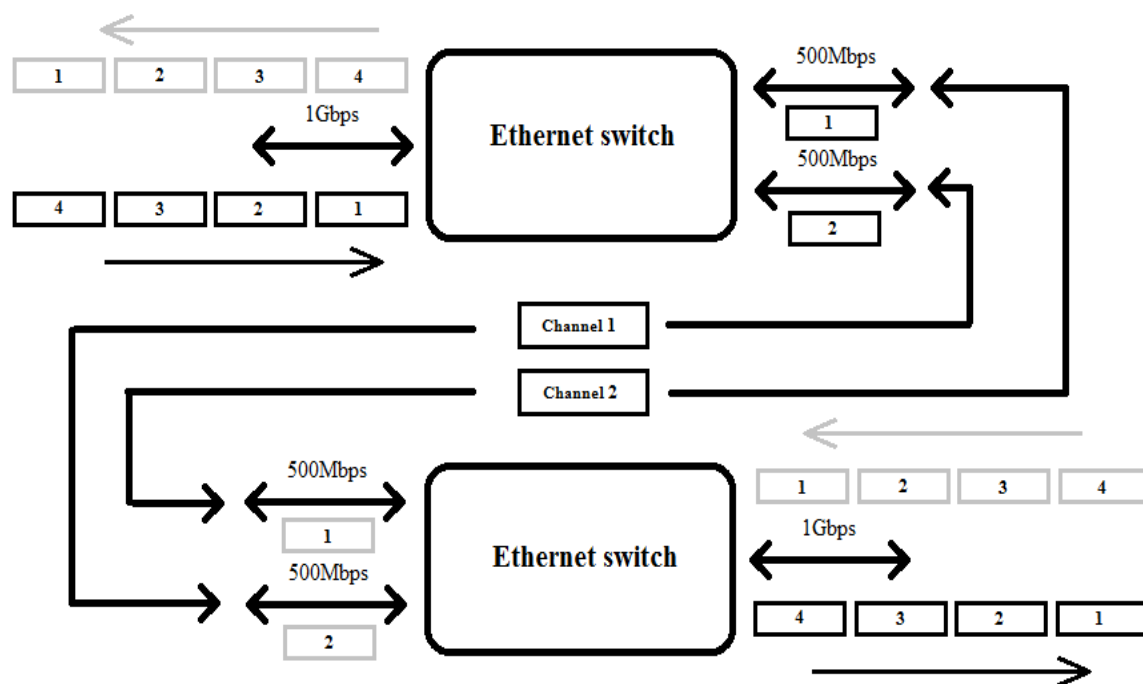 1 2 3 4
1Gbps
4 3 2 1
Ethernet switch
500Mbps
1
500Mbps
2
Channel 1
Channel 2
500Mbps
1
500Mbps
2
Ethernet switch
1 2 3 4
1Gbps
4 3 2 1